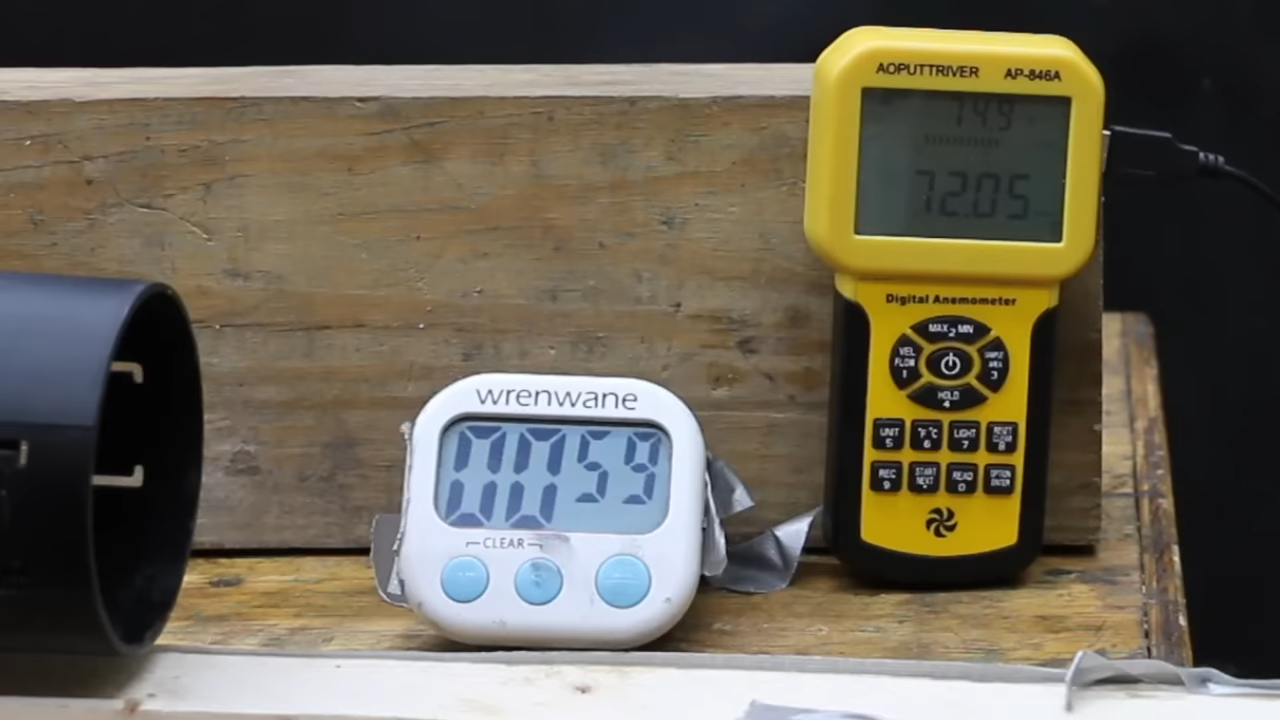 AOPUTTRIVER AP-846A
74.9
72.05
Digital Anemometer
MAX 2 MIN
VEL FLOW 1
SAMPLE AREA 3
HOLD 4
UNIT 5
°F °C 6
LIGHT 7
RESET CLEAR 8
REC 9
START NEXT
READ 0
OPTION ENTER
wrenwane
00 59
CLEAR